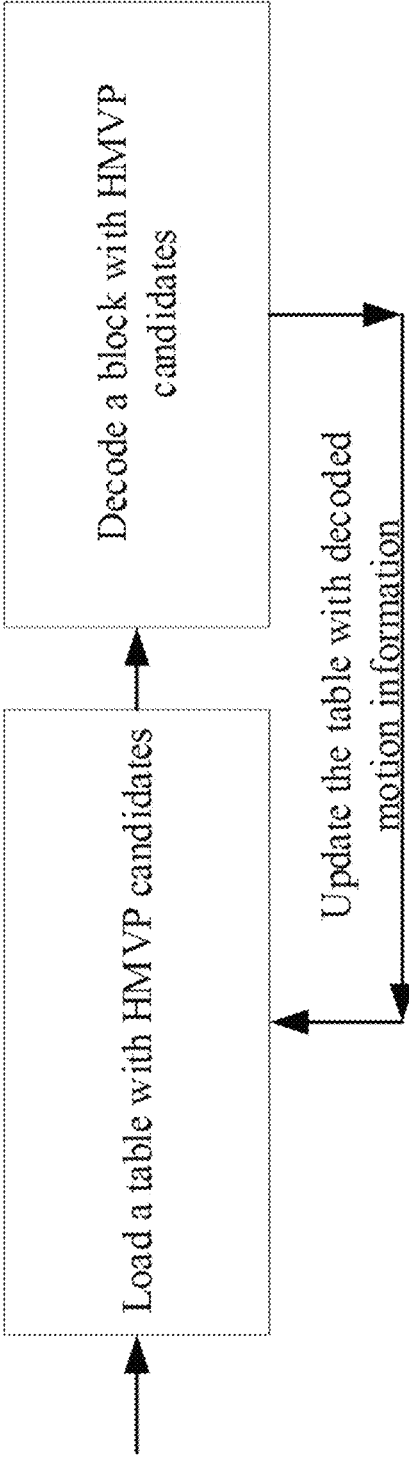 Load a table with HMVP candidates
Decode a block with HMVP
candidates
Update the table with decoded
motion information